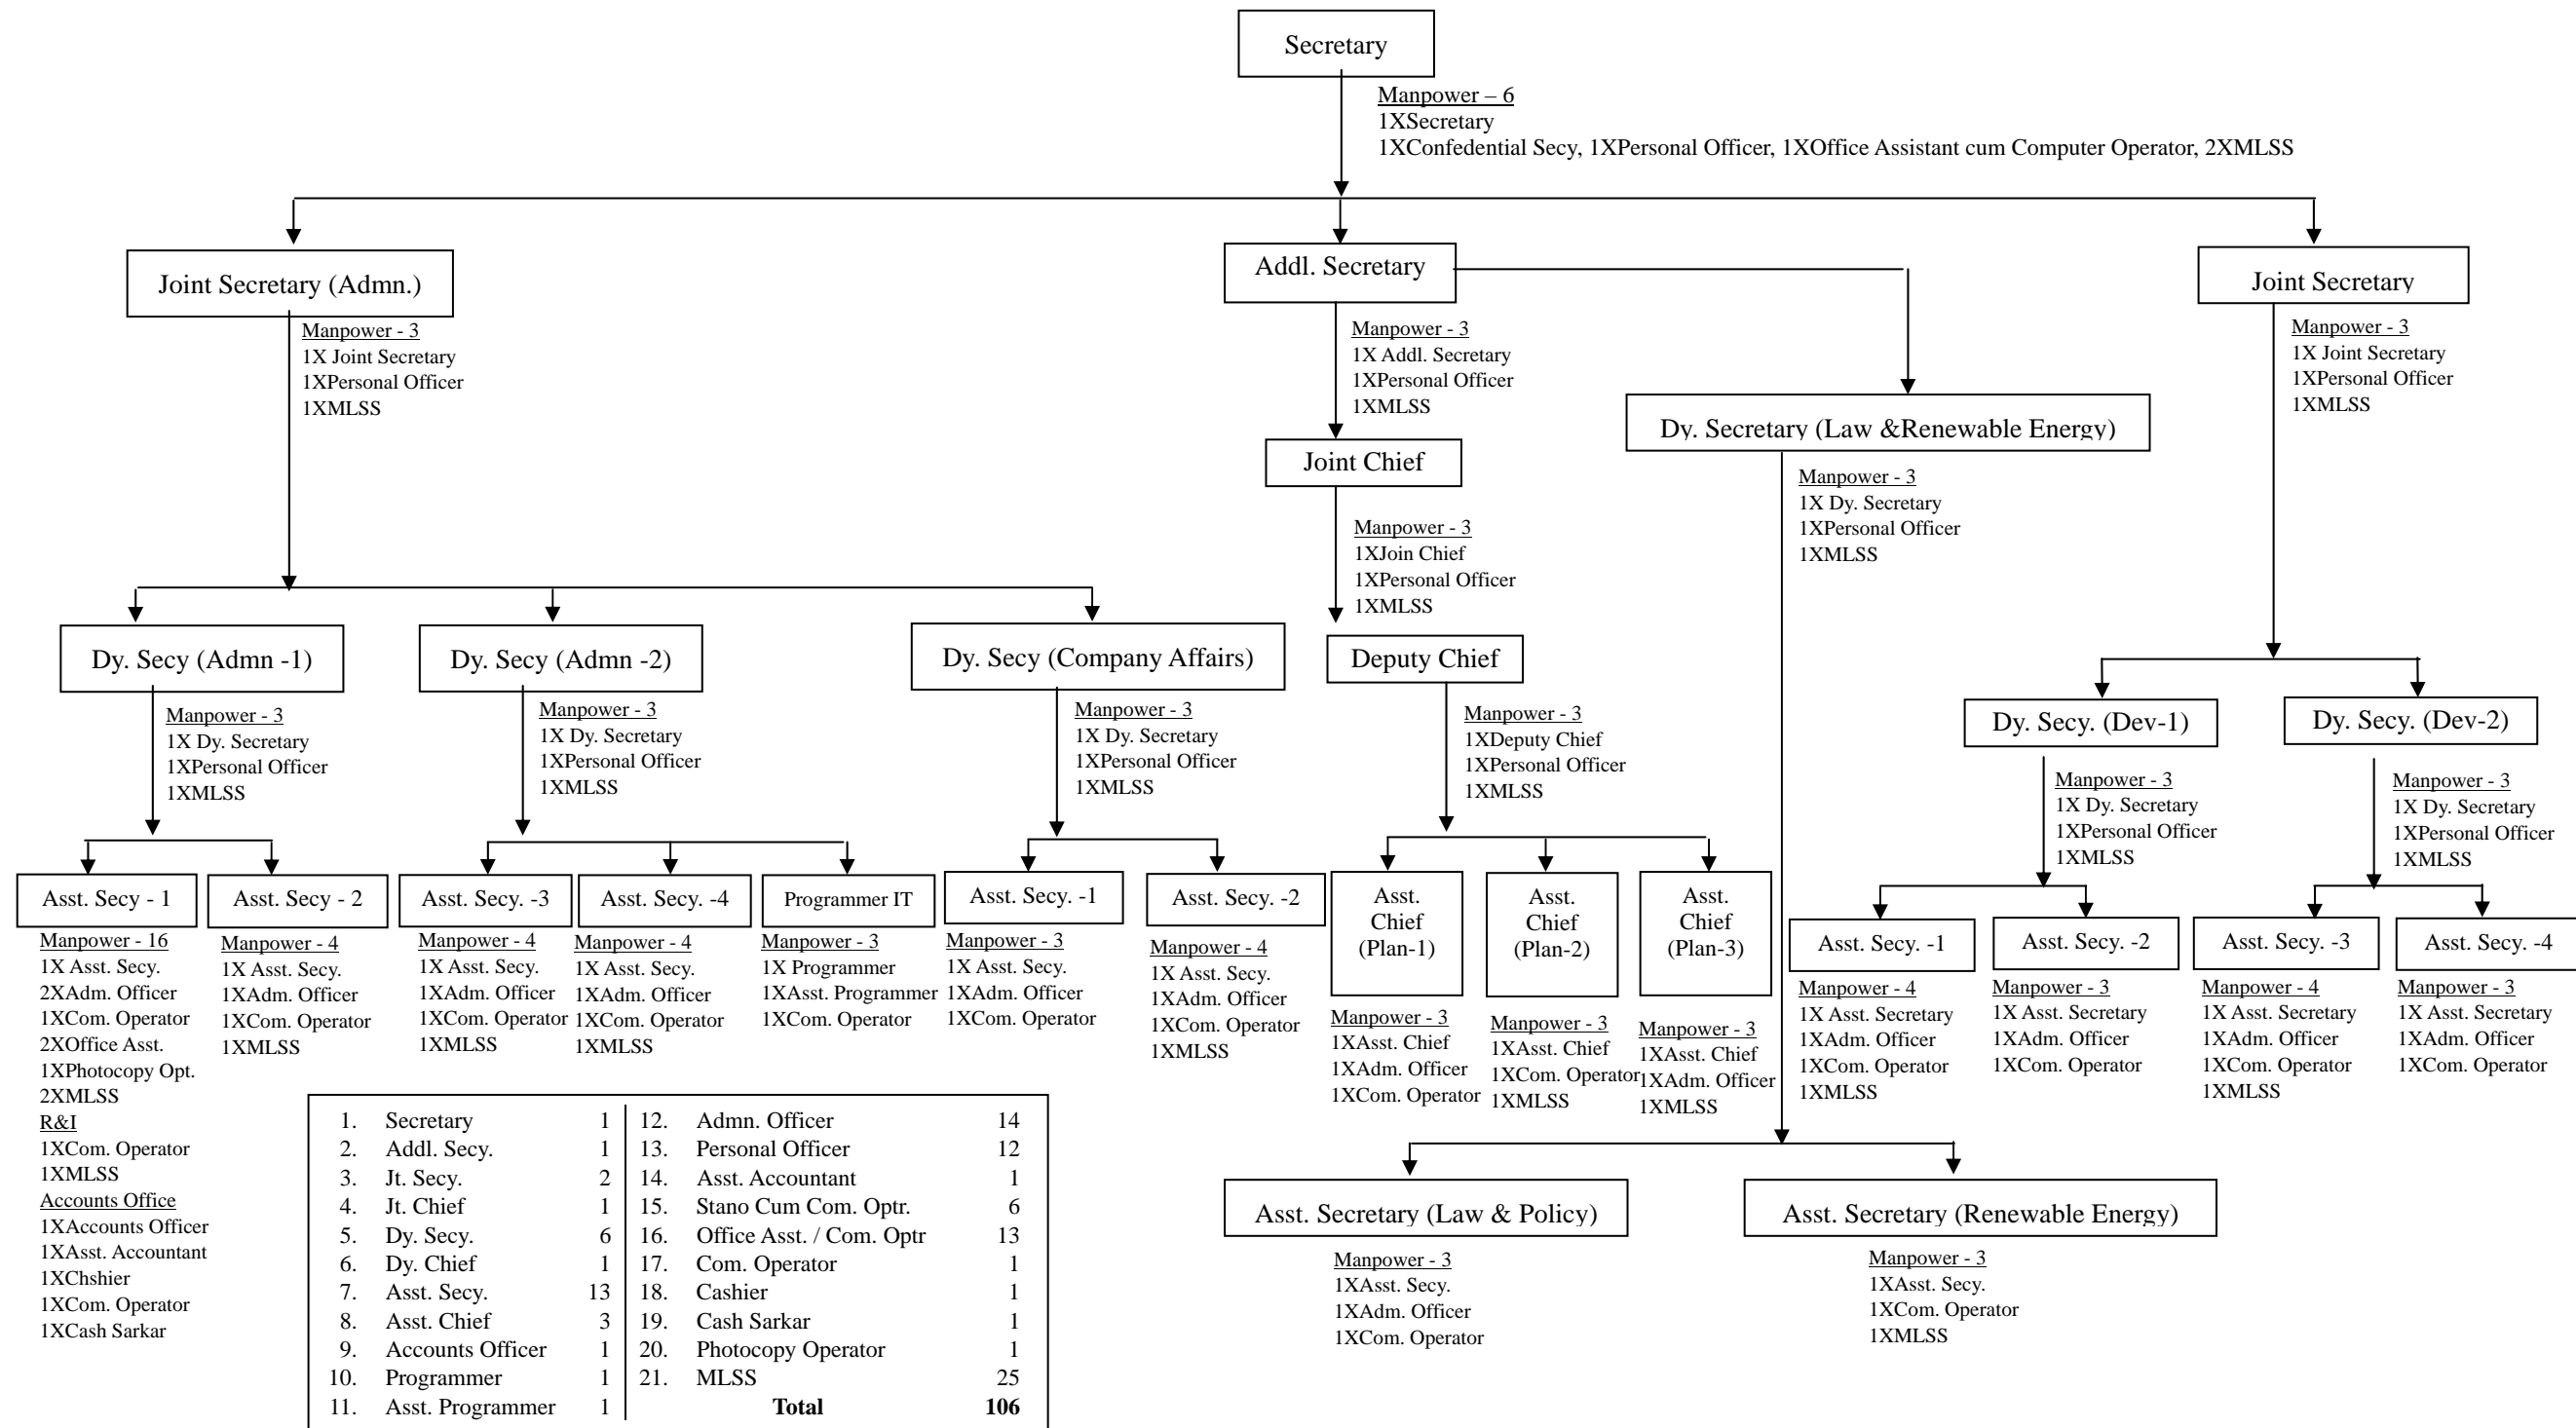 Secretary
Manpower – 6
1XSecretary
1XConfedential Secy, 1XPersonal Officer, 1XOffice Assistant cum Computer Operator, 2XMLSS
Joint Secretary (Admn.)
Manpower - 3
1X Joint Secretary
1XPersonal Officer
1XMLSS
Addl. Secretary
Manpower - 3
1X Addl. Secretary
1XPersonal Officer
1XMLSS
Joint Secretary
Manpower - 3
1X Joint Secretary
1XPersonal Officer
1XMLSS
Dy. Secretary (Law &Renewable Energy)
Manpower - 3
1X Dy. Secretary
1XPersonal Officer
1XMLSS
Joint Chief
Manpower - 3
1XJoin Chief
1XPersonal Officer
1XMLSS
Dy. Secy (Admn -1)
Manpower - 3
1X Dy. Secretary
1XPersonal Officer
1XMLSS
Dy. Secy (Admn -2)
Manpower - 3
1X Dy. Secretary
1XPersonal Officer
1XMLSS
Dy. Secy (Company Affairs)
Manpower - 3
1X Dy. Secretary
1XPersonal Officer
1XMLSS
Deputy Chief
Manpower - 3
1XDeputy Chief
1XPersonal Officer
1XMLSS
Dy. Secy. (Dev-1)
Manpower - 3
1X Dy. Secretary
1XPersonal Officer
1XMLSS
Dy. Secy. (Dev-2)
Manpower - 3
1X Dy. Secretary
1XPersonal Officer
1XMLSS
Asst. Secy - 1
Manpower - 16
1X Asst. Secy.
2XAdm. Officer
1XCom. Operator
2XOffice Asst.
1XPhotocopy Opt.
2XMLSS
R&I
1XCom. Operator
1XMLSS
Accounts Office
1XAccounts Officer
1XAsst. Accountant
1XChshier
1XCom. Operator
1XCash Sarkar
Asst. Secy - 2
Manpower - 4
1X Asst. Secy.
1XAdm. Officer
1XCom. Operator
1XMLSS
Asst. Secy. -3
Manpower - 4
1X Asst. Secy.
1XAdm. Officer
1XCom. Operator
1XMLSS
Asst. Secy. -4
Manpower - 4
1X Asst. Secy.
1XAdm. Officer
1XCom. Operator
1XMLSS
Programmer IT
Manpower - 3
1X Programmer
1XAsst. Programmer
1XCom. Operator
Asst. Secy. -1
Manpower - 3
1X Asst. Secy.
1XAdm. Officer
1XCom. Operator
Asst. Secy. -2
Manpower - 4
1X Asst. Secy.
1XAdm. Officer
1XCom. Operator
1XMLSS
Asst.
Chief
(Plan-1)
Manpower - 3
1XAsst. Chief
1XAdm. Officer
1XCom. Operator
Asst.
Chief
(Plan-2)
Manpower - 3
1XAsst. Chief
1XCom. Operator
1XMLSS
Asst.
Chief
(Plan-3)
Manpower - 3
1XAsst. Chief
1XAdm. Officer
1XMLSS
Asst. Secy. -1
Manpower - 4
1X Asst. Secretary
1XAdm. Officer
1XCom. Operator
1XMLSS
Asst. Secy. -2
Manpower - 3
1X Asst. Secretary
1XAdm. Officer
1XCom. Operator
Asst. Secy. -3
Manpower - 4
1X Asst. Secretary
1XAdm. Officer
1XCom. Operator
1XMLSS
Asst. Secy. -4
Manpower - 3
1X Asst. Secretary
1XAdm. Officer
1XCom. Operator
Asst. Secretary (Law & Policy)
Manpower - 3
1XAsst. Secy.
1XAdm. Officer
1XCom. Operator
Asst. Secretary (Renewable Energy)
Manpower - 3
1XAsst. Secy.
1XCom. Operator
1XMLSS
1. Secretary 1 12. Admn. Officer 14
2. Addl. Secy. 1 13. Personal Officer 12
3. Jt. Secy. 2 14. Asst. Accountant 1
4. Jt. Chief 1 15. Stano Cum Com. Optr. 6
5. Dy. Secy. 6 16. Office Asst. / Com. Optr 13
6. Dy. Chief 1 17. Com. Operator 1
7. Asst. Secy. 13 18. Cashier 1
8. Asst. Chief 3 19. Cash Sarkar 1
9. Accounts Officer 1 20. Photocopy Operator 1
10. Programmer 1 21. MLSS 25
11. Asst. Programmer 1 Total 106